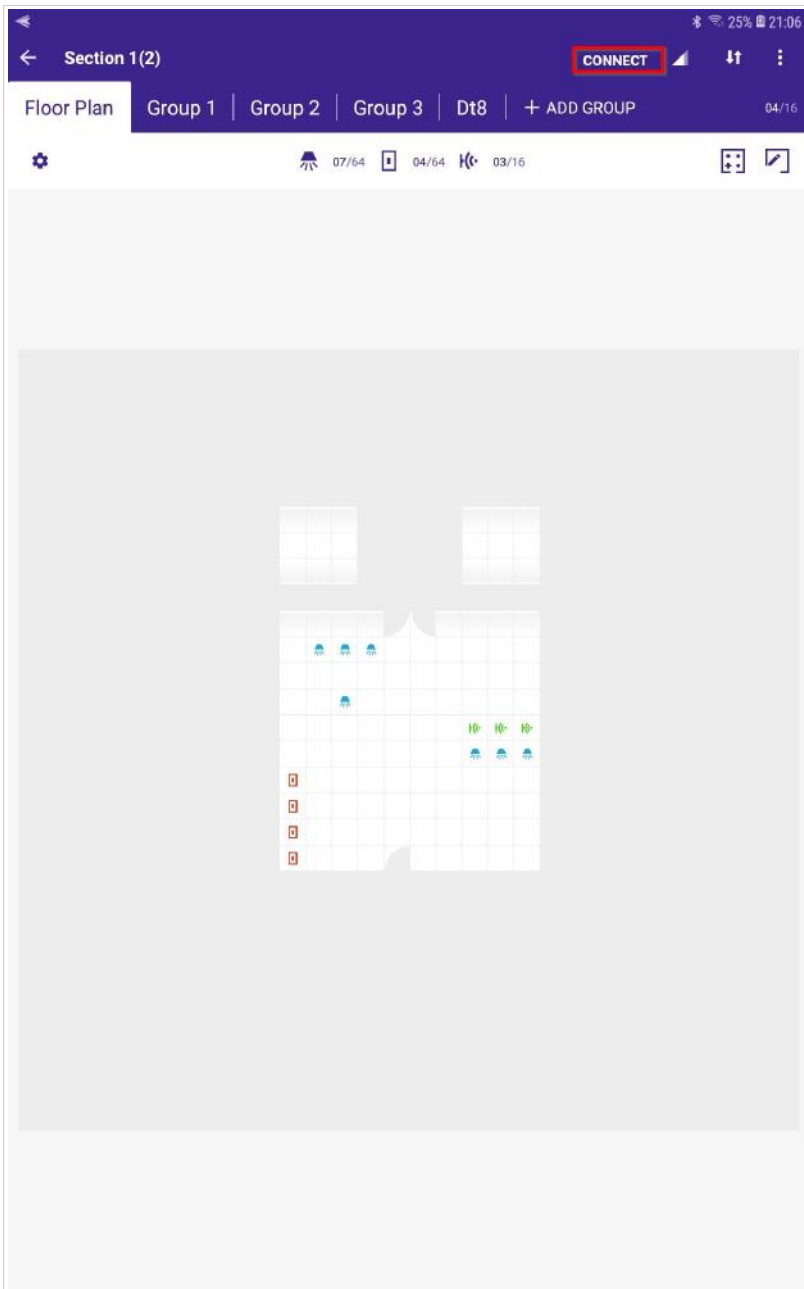 25% 21:06
Section 1(2) CONNECT
Floor Plan Group 1 Group 2 Group 3 Dt8 + ADD GROUP 04/16
07/64 04/64 03/16